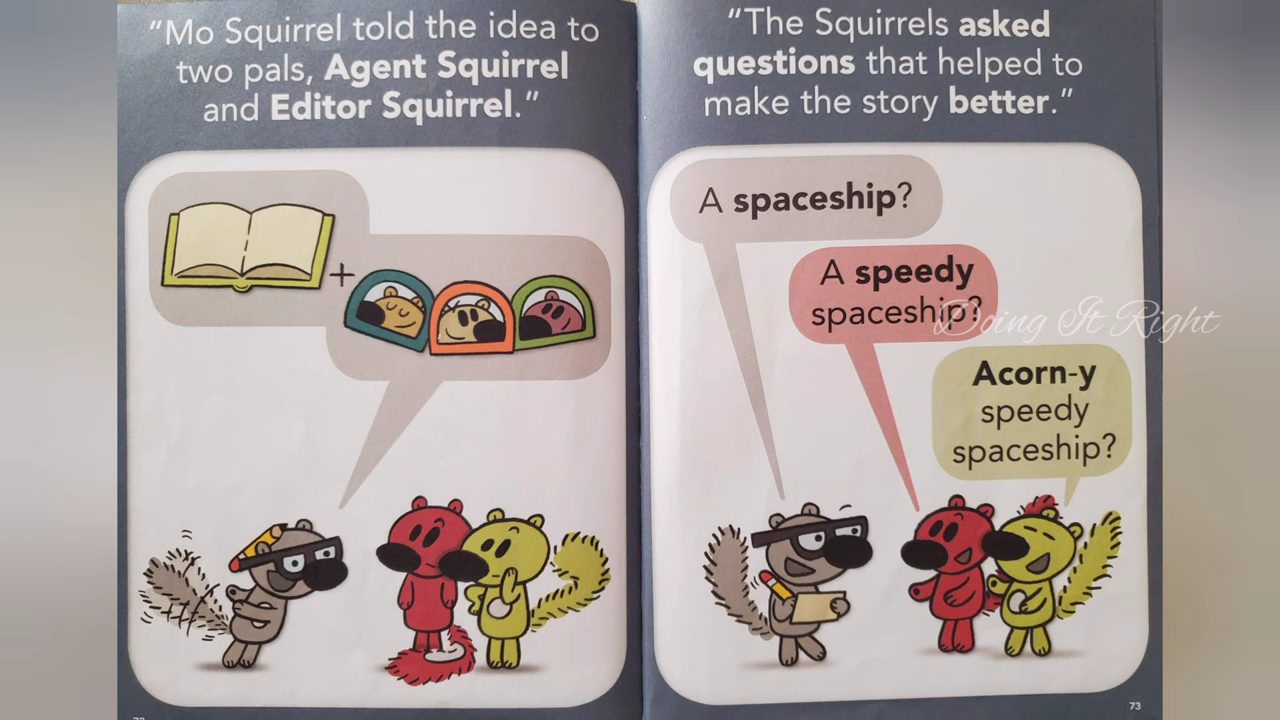 “Mo Squirrel told the idea to
two pals, Agent Squirrel
and Editor Squirrel.”
+
“The Squirrels asked
questions that helped to
make the story better.”
A spaceship?
A speedy
spaceship?
Acorn-y
speedy
spaceship?
Doing It Right
73